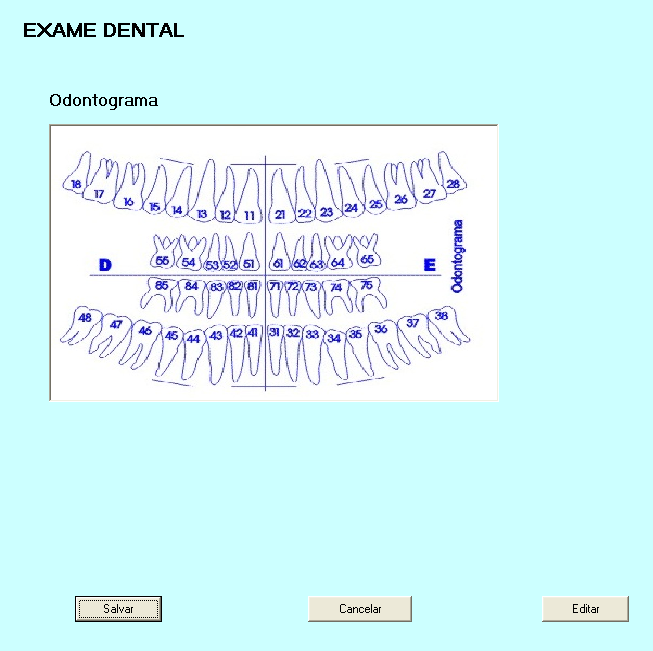 EXAME DENTAL
Odontograma
18 17 16 15 14 13 12 11 21 22 23 24 25 26 27 28
55 54 53 52 51 61 62 63 64 65
D E
Odontograma
85 84 83 82 81 71 72 73 74 75
48 47 46 45 44 43 42 41 31 32 33 34 35 36 37 38
Salvar Cancelar Editar